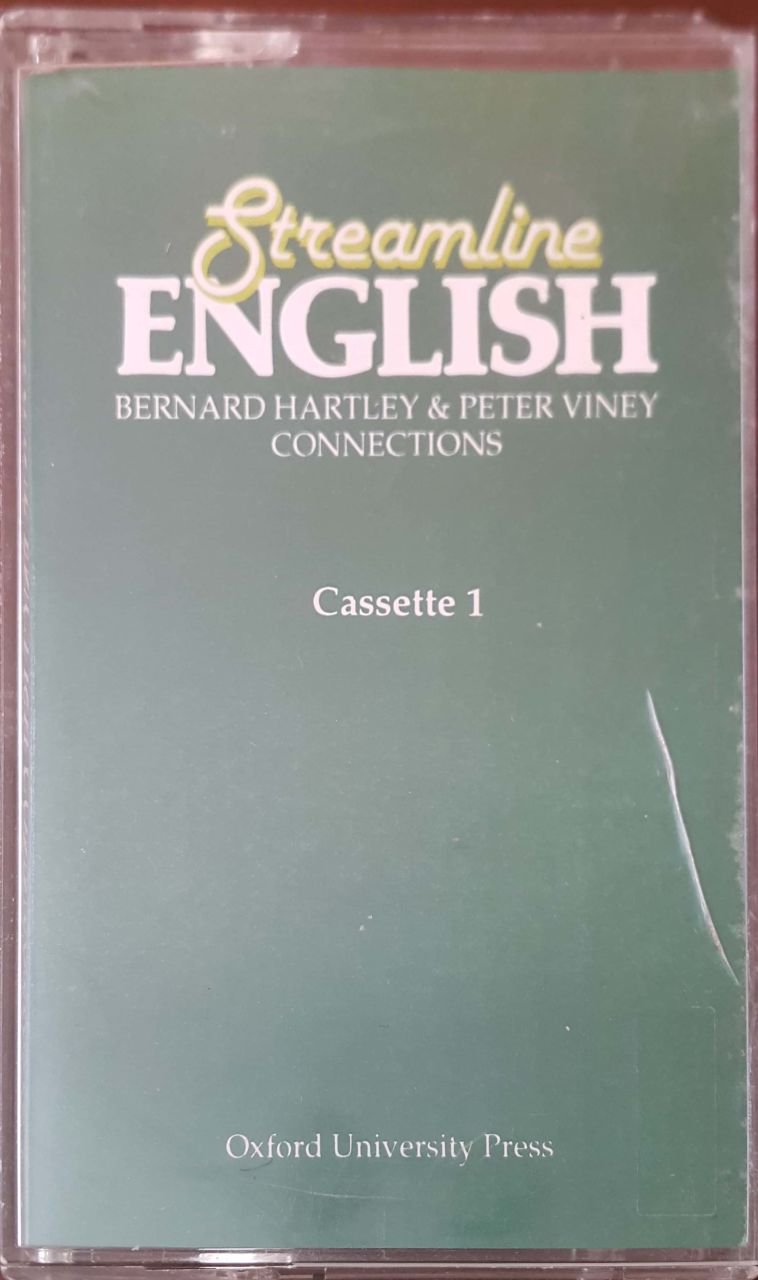 Streamline
ENGLISH
BERNARD HARTLEY & PETER VINEY
CONNECTIONS
Cassette 1
Oxford University Press